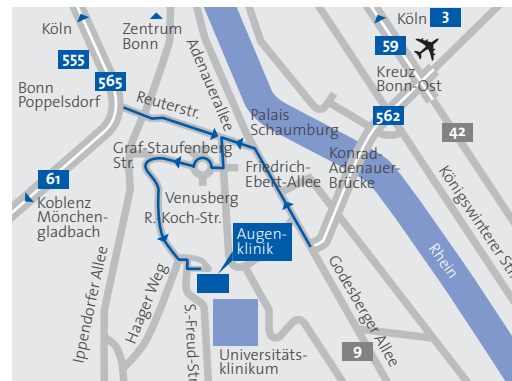 Köln
Zentrum
Bonn
Adenauerallee
Köln
3
59
555
565
Kreuz
Bonn-Ost
Bonn
Poppelsdorf
Reuterstr.
Palais
Schaumburg
562
42
Graf-Staufenberg
Str.
Friedrich-
Ebert-Allee
Konrad-
Adenauer-
Brücke
61
Koblenz
Mönchen-
gladbach
Venusberg
R.-Koch-Str.
Königswinterer Str.
Augen-
klinik
Rhein
Ippendorfer Allee
Haager Weg
S.-Freud-Str
Godesberger Allee
9
Universitäts-
klinikum